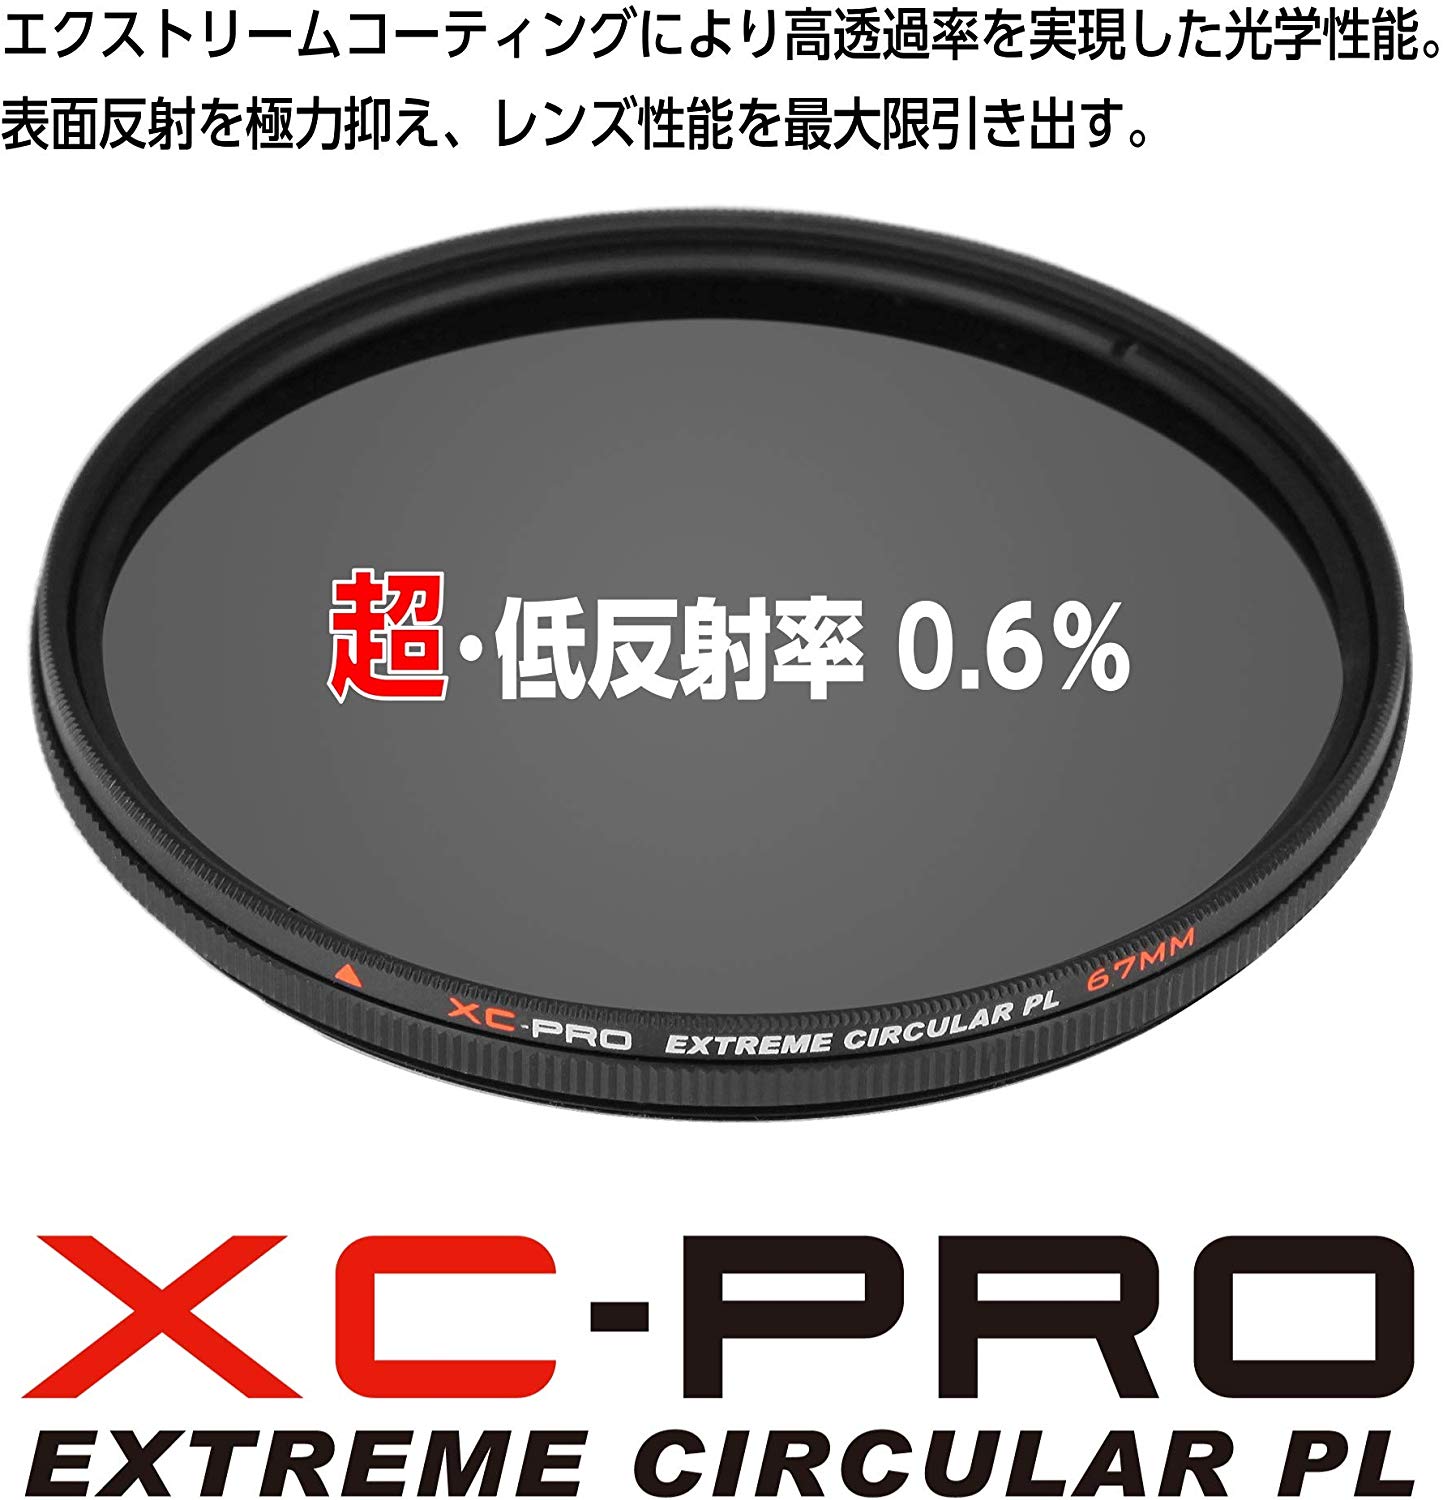 エクストリームコーティングにより高透過率を実現した光学性能。
表面反射を極力抑え、レンズ性能を最大限引き出す。
超・低反射率 0.6%
XC-PRO EXTREME CIRCULAR PL 67MM
XC-PRO
EXTREME CIRCULAR PL